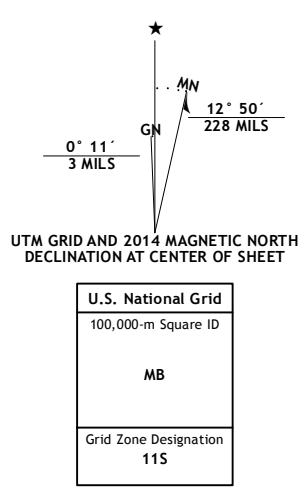 ★
MN
12° 50´
228 MILS
GN
0° 11´
3 MILS
UTM GRID AND 2014 MAGNETIC NORTH
DECLINATION AT CENTER OF SHEET
U.S. National Grid
100,000-m Square ID
MB
Grid Zone Designation
11S